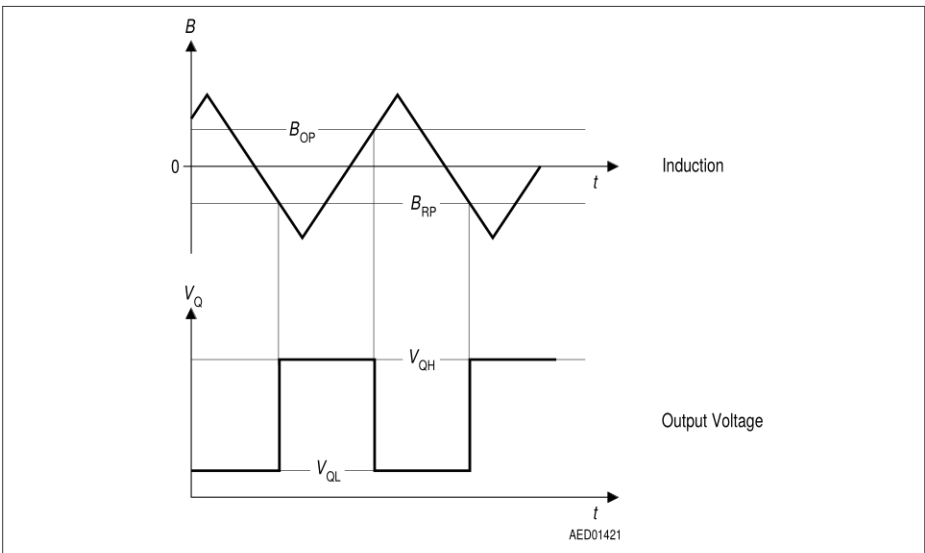 B
B_OP
0
t
Induction
B_RP
V_Q
V_QH
Output Voltage
V_QL
t
AED01421